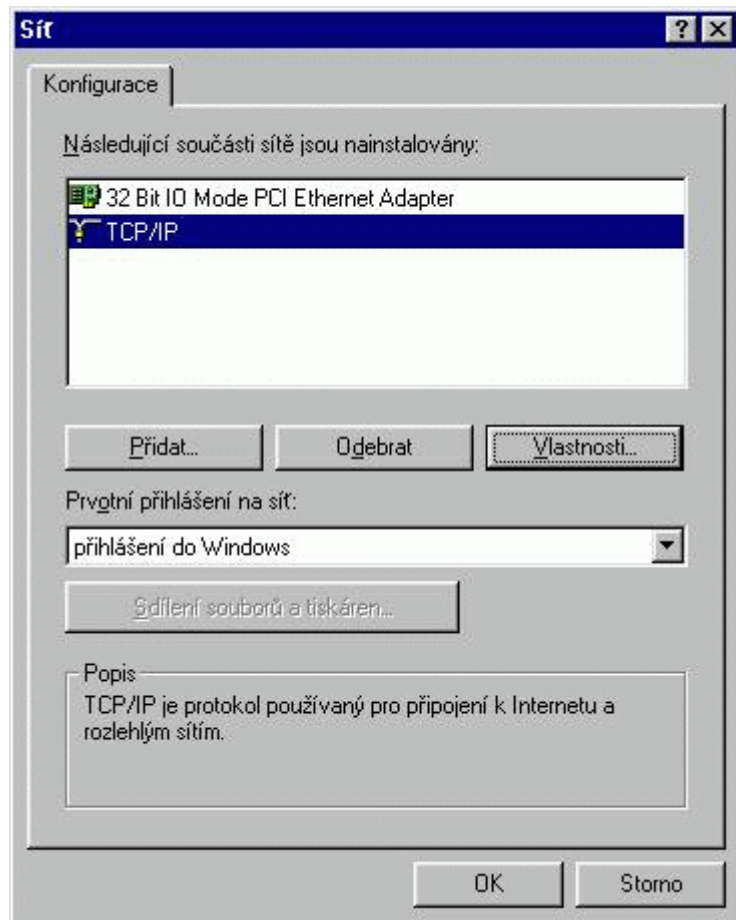 Síť
Konfigurace
Následující součásti sítě jsou nainstalovány:
32 Bit IO Mode PCI Ethernet Adapter
TCP/IP
Přidat...
Odebrat
Vlastnosti...
Prvotní přihlášení na síť:
přihlášení do Windows
Sdílení souborů a tiskáren...
Popis
TCP/IP je protokol používaný pro připojení k Internetu a
rozlehlým sítím.
OK
Storno